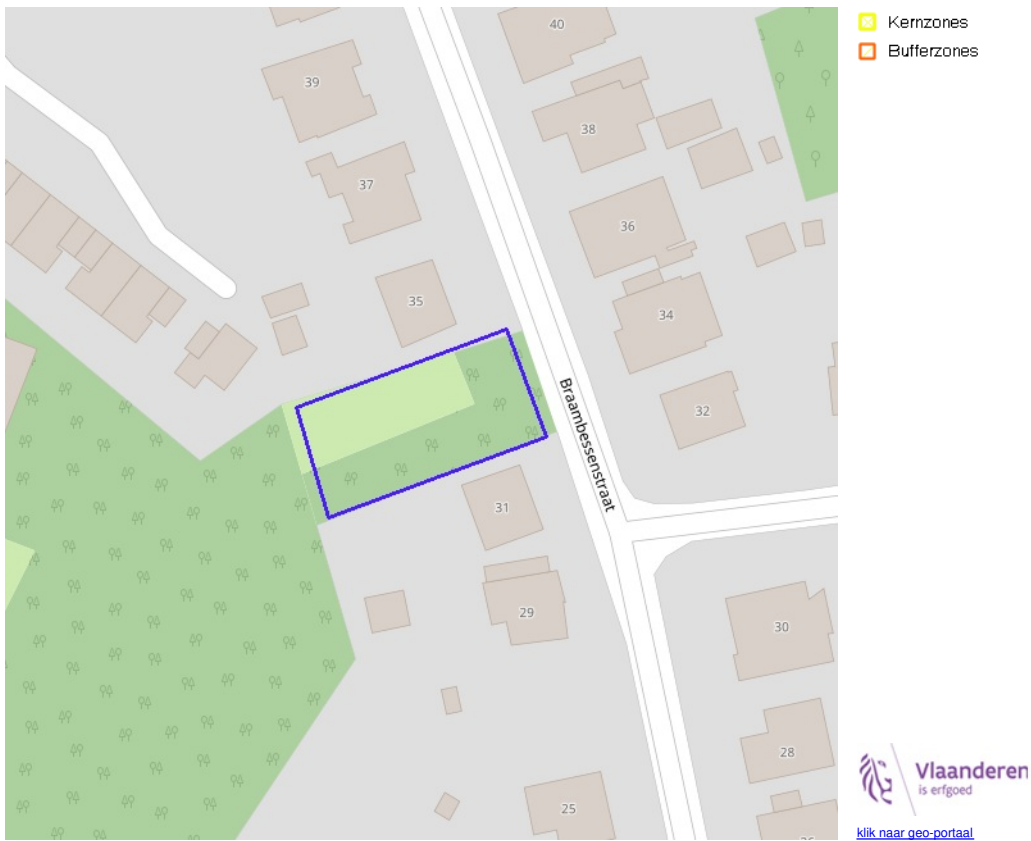 40
39
38
37
36
35
34
32
31
29
30
28
25
Braambessenstraat
Kernzones
Bufferzones
Vlaanderen
is erfgoed
klik naar geo-portaal